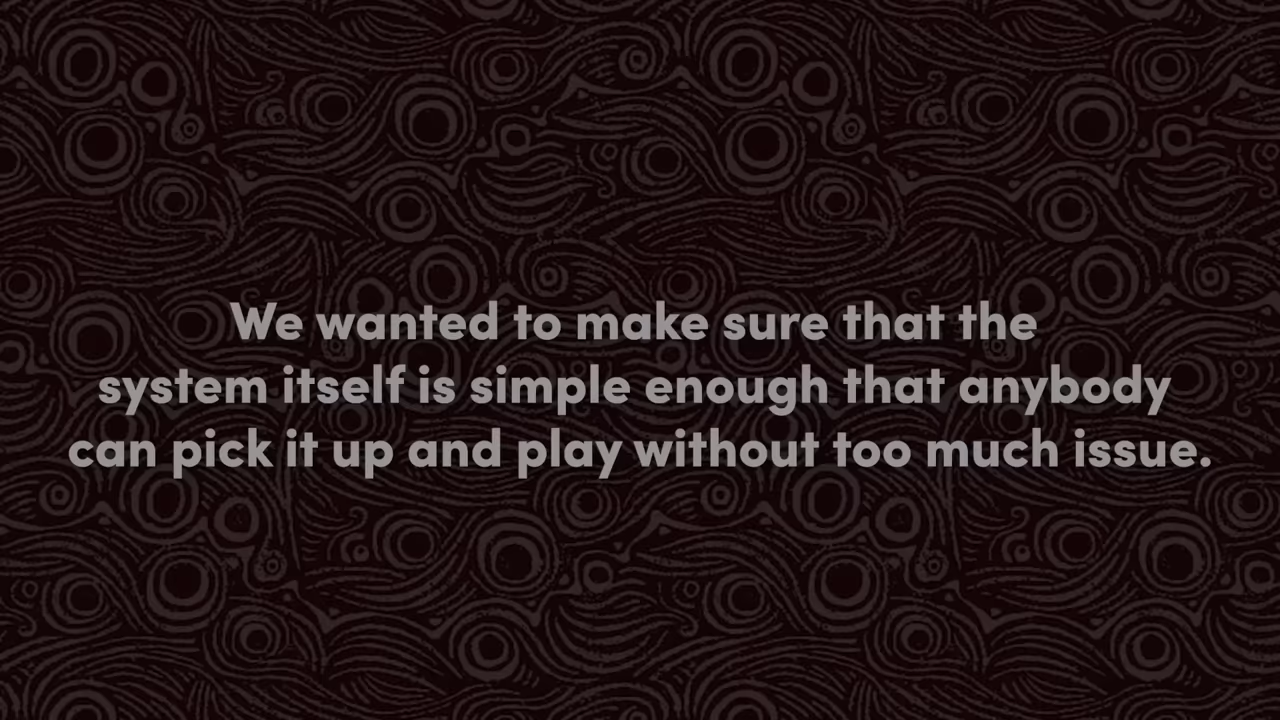 We wanted to make sure that the
system itself is simple enough that anybody
can pick it up and play without too much issue.